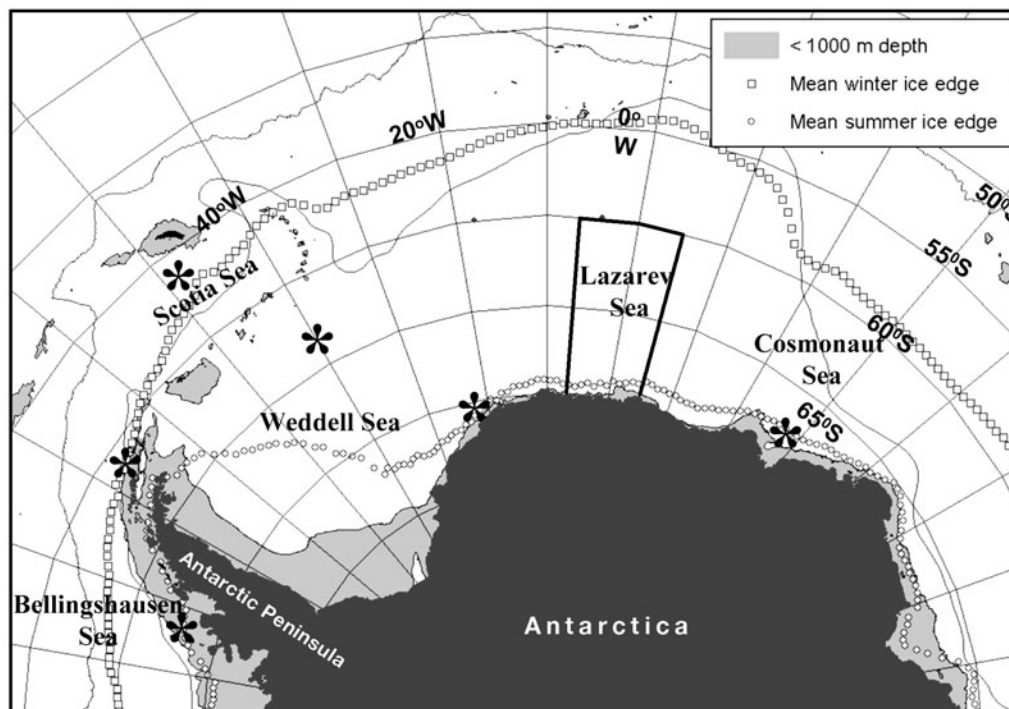 < 1000 m depth
Mean winter ice edge
Mean summer ice edge
20°W
0°
W
40°W
50°S
55°S
60°S
65°S
Scotia Sea
Lazarev
Sea
Cosmonaut
Sea
Weddell Sea
Bellingshausen
Sea
Antarctic Peninsula
Antarctica